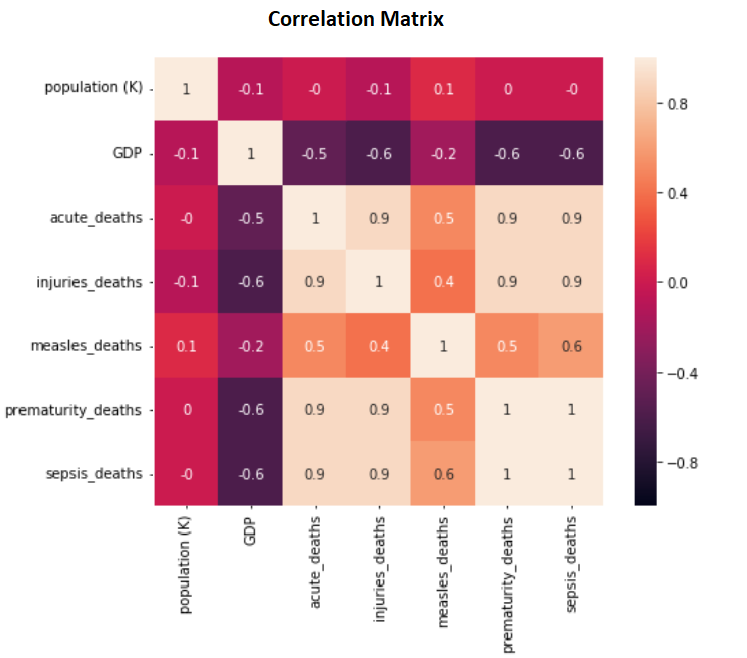 Correlation Matrix
population (K) 1 -0.1 -0 -0.1 0.1 0 -0
GDP -0.1 1 -0.5 -0.6 -0.2 -0.6 -0.6
acute_deaths -0 -0.5 1 0.9 0.5 0.9 0.9
injuries_deaths -0.1 -0.6 0.9 1 0.4 0.9 0.9
measles_deaths 0.1 -0.2 0.5 0.4 1 0.5 0.6
prematurity_deaths 0 -0.6 0.9 0.9 0.5 1 1
sepsis_deaths -0 -0.6 0.9 0.9 0.6 1 1
population (K)
GDP
acute_deaths
injuries_deaths
measles_deaths
prematurity_deaths
sepsis_deaths
0.8
0.4
0.0
−0.4
−0.8